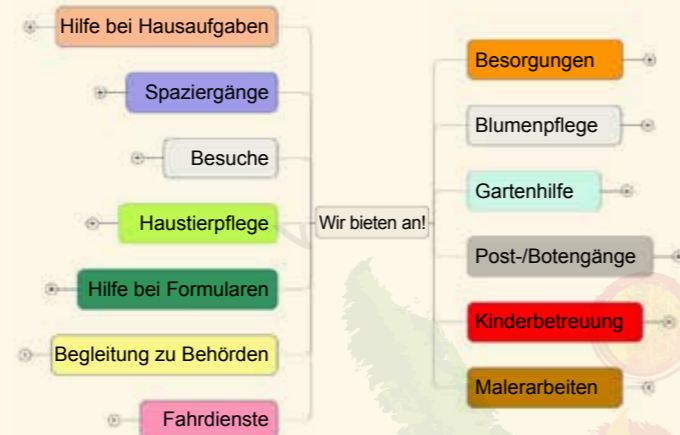 Hilfe bei Hausaufgaben
Spaziergänge
Besuche
Haustierpflege
Hilfe bei Formularen
Begleitung zu Behörden
Fahrdienste
Wir bieten an!
Besorgungen
Blumenpflege
Gartenhilfe
Post-/Botengänge
Kinderbetreuung
Malerarbeiten